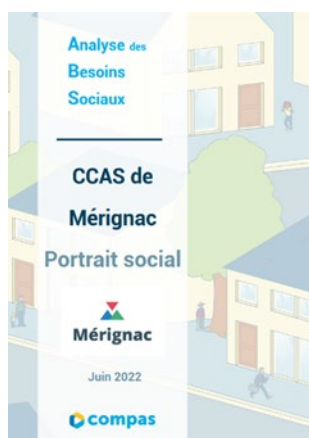 Analyse des
Besoins
Sociaux
CCAS de
Mérignac
Portrait social
Mérignac
Juin 2022
compas